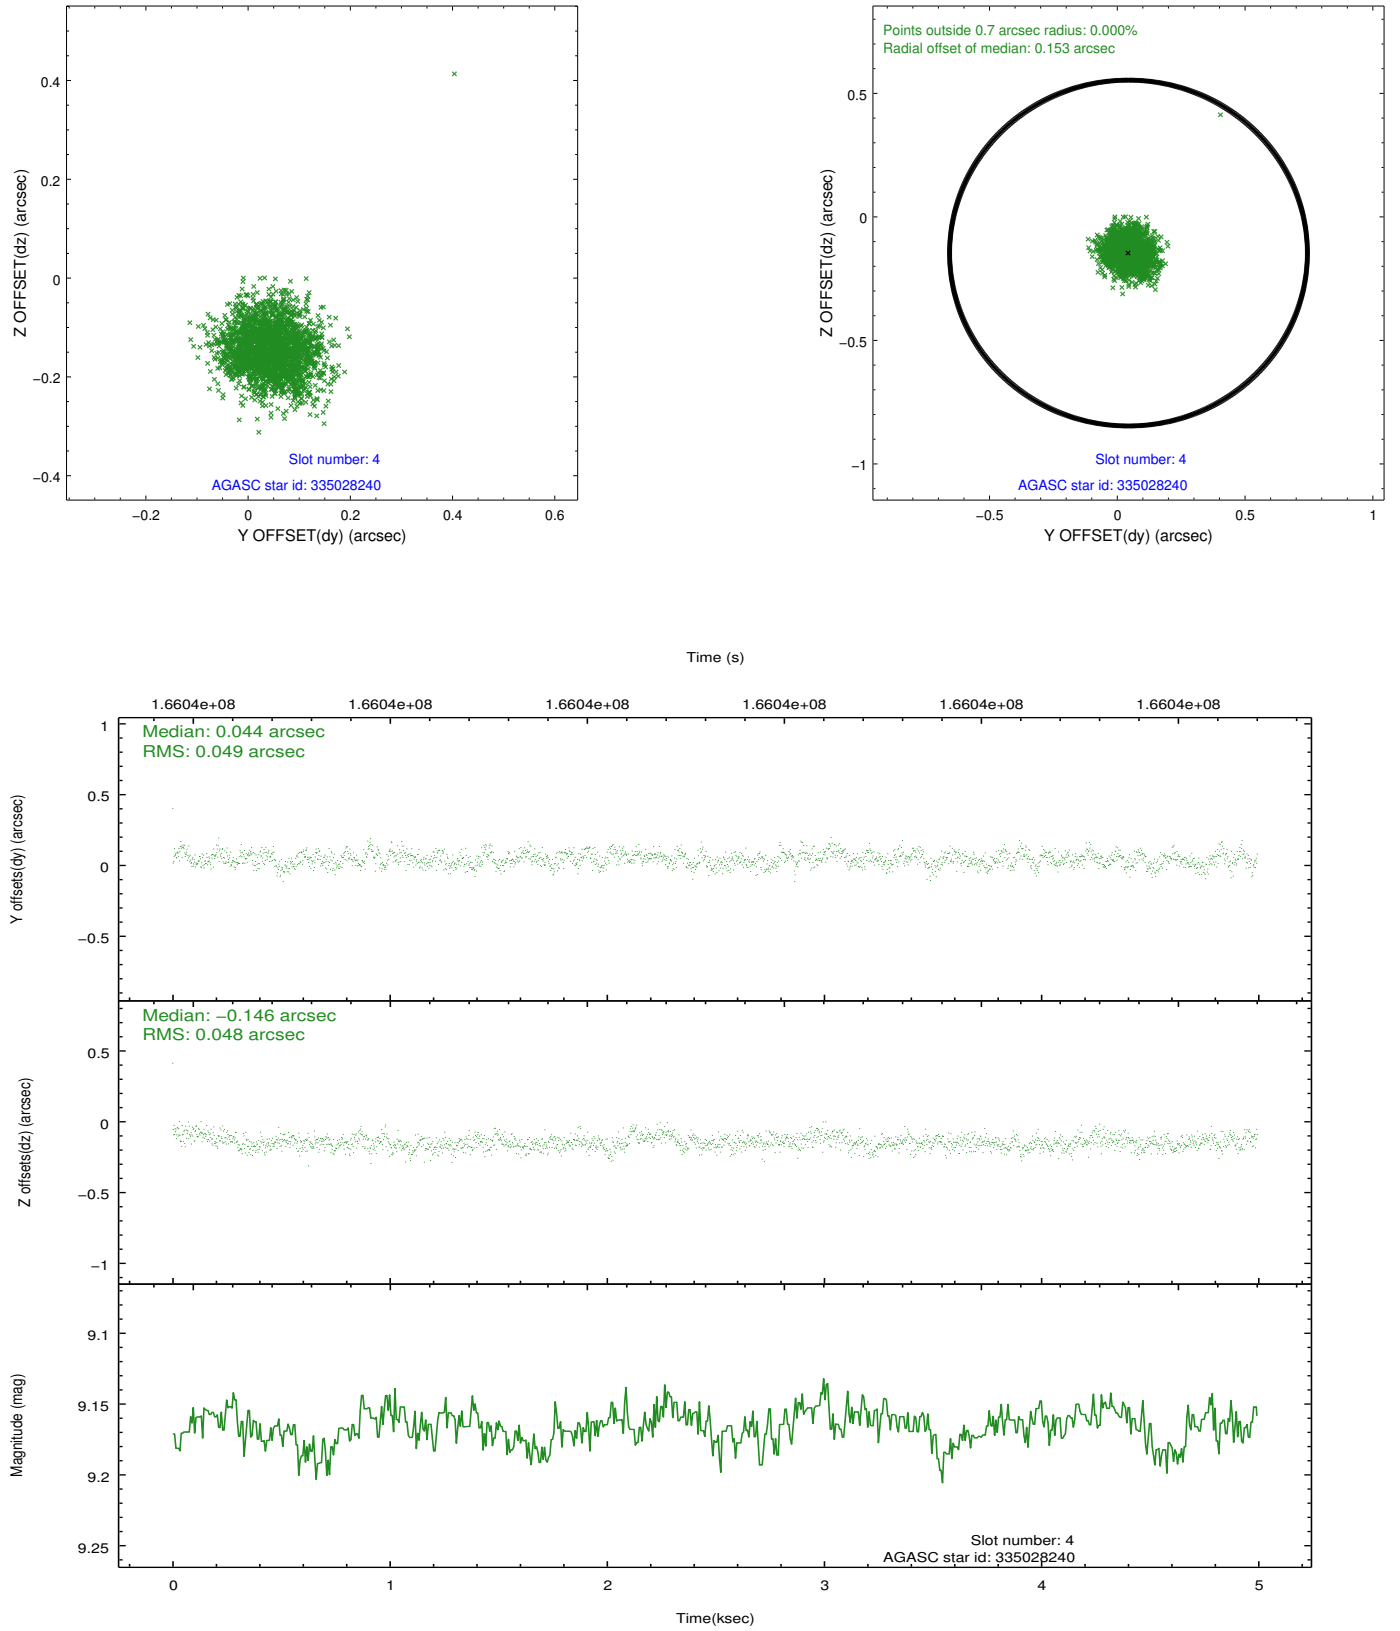 0.4
0.2
0
−0.2
−0.4
Z OFFSET(dz) (arcsec)
Slot number: 4
AGASC star id: 335028240
−0.2
0
0.2
0.4
0.6
Y OFFSET(dy) (arcsec)
Points outside 0.7 arcsec radius: 0.000%
Radial offset of median: 0.153 arcsec
0.5
0
−0.5
−1
Z OFFSET(dz) (arcsec)
Slot number: 4
AGASC star id: 335028240
−0.5
0
0.5
1
Y OFFSET(dy) (arcsec)
Time (s)
1.6604e+08 1.6604e+08 1.6604e+08 1.6604e+08 1.6604e+08 1.6604e+08
Median: 0.044 arcsec
RMS: 0.049 arcsec
1
0.5
0
−0.5
Y offsets(dy) (arcsec)
Median: −0.146 arcsec
RMS: 0.048 arcsec
0.5
0
−0.5
−1
Z offsets(dz) (arcsec)
9.1
9.15
9.2
9.25
Magnitude (mag)
Slot number: 4
AGASC star id: 335028240
0 1 2 3 4 5
Time(ksec)